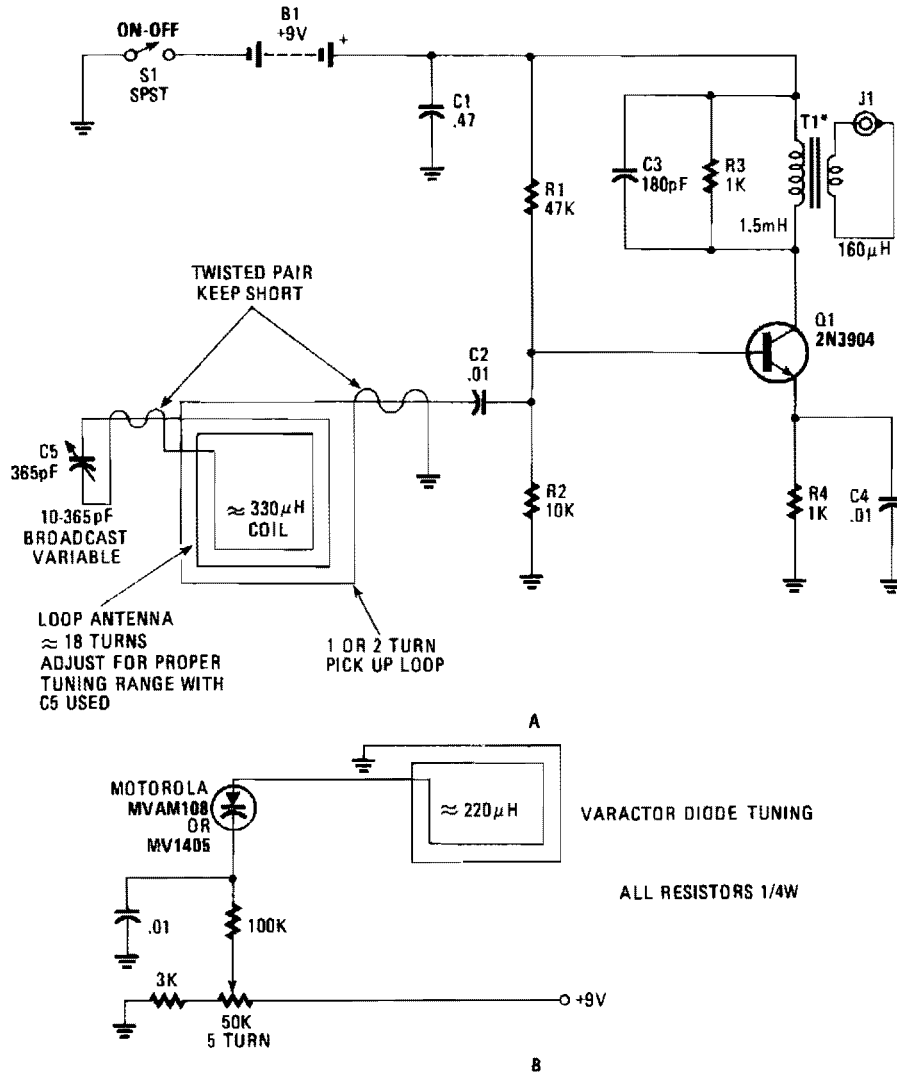 B1
+9V
+
ON-OFF
S1
SPST
C1
.47
J1
T1*
C3
180pF
R3
1K
R1
47K
1.5mH
160µH
TWISTED PAIR
KEEP SHORT
Q1
2N3904
C2
.01
C5
365pF
≈ 330µH
COIL
R2
10K
R4
1K
C4
.01
10-365pF
BROADCAST
VARIABLE
LOOP ANTENNA
≈ 18 TURNS
ADJUST FOR PROPER
TUNING RANGE WITH
C5 USED
1 OR 2 TURN
PICK UP LOOP
A
MOTOROLA
MVAM108
OR
MV1405
≈ 220µH
VARACTOR DIODE TUNING
ALL RESISTORS 1/4W
.01
100K
3K
50K
5 TURN
+9V
B